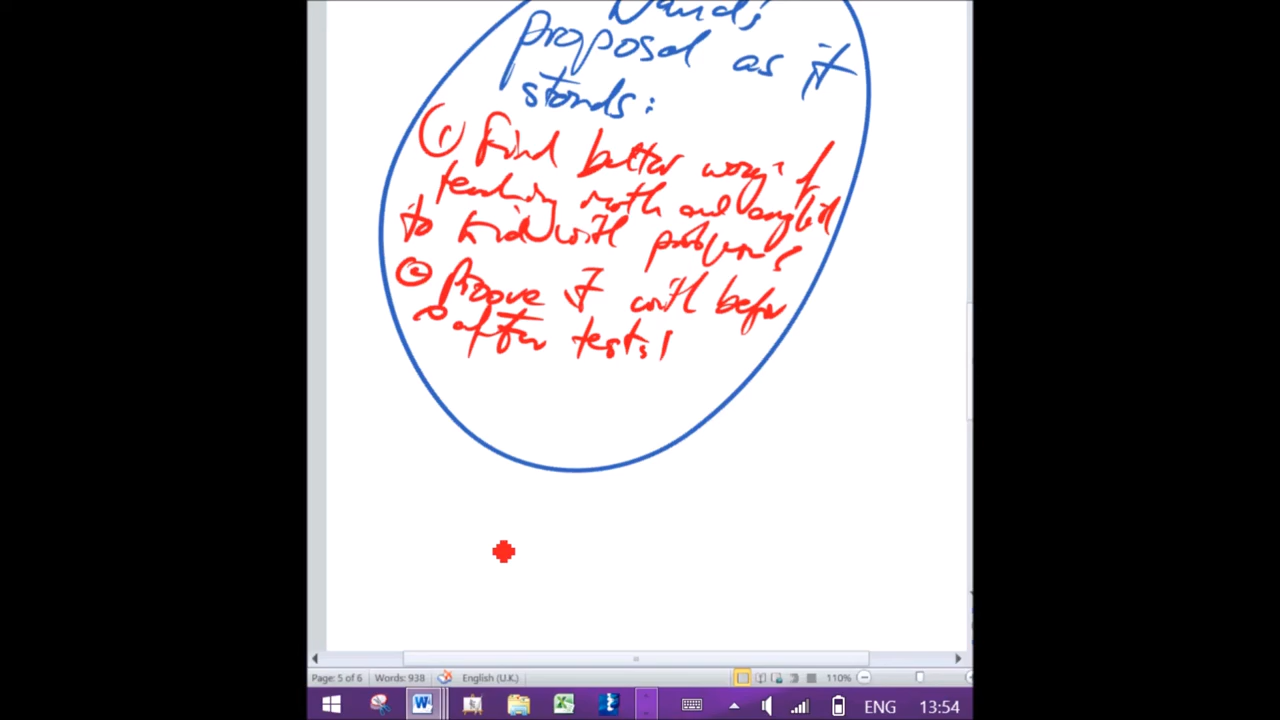 proposal as it
stands:
① Find better ways of
teaching math and english
to kids with problems
② Prove it with before
& after tests!
Page: 5 of 6 Words: 938 English (U.K.) 110%
ENG 13:54